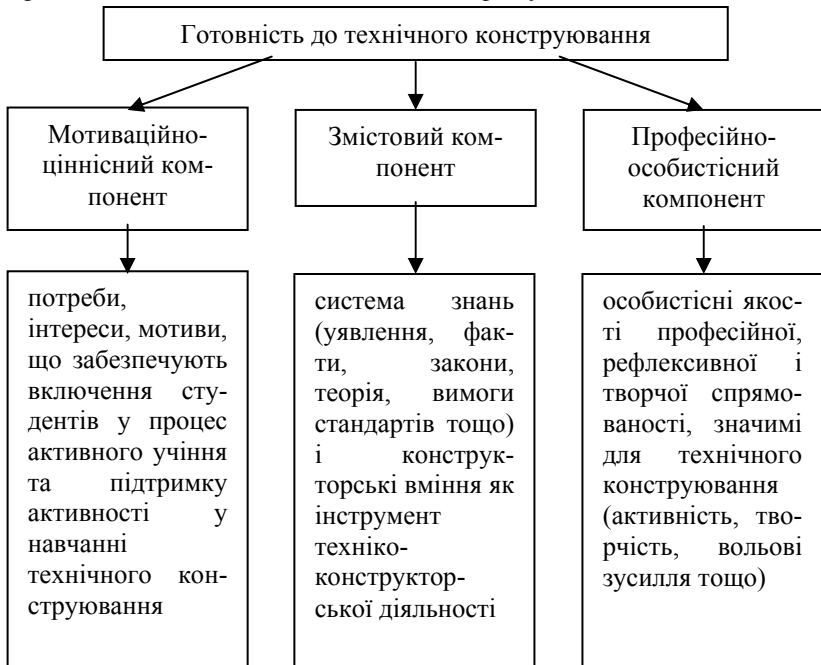 Готовність до технічного конструювання
Мотиваційно-
ціннісний ком-
понент
Змістовий ком-
понент
Професійно-
особистісний
компонент
потреби,
інтереси, мотиви,
що забезпечують
включення сту-
дентів у процес
активного учіння
та підтримку
активності у
навчанні
технічного кон-
струювання
система знань
(уявлення, фак-
ти, закони,
теорія, вимоги
стандартів тощо)
і конструк-
торські вміння як
інструмент
техніко-
конструктор-
ської діяльності
особистісні якос-
ті професійної,
рефлексивної і
творчої спрямо-
ваності, значимі
для технічного
конструювання
(активність, тво-
рчість, вольові
зусилля тощо)